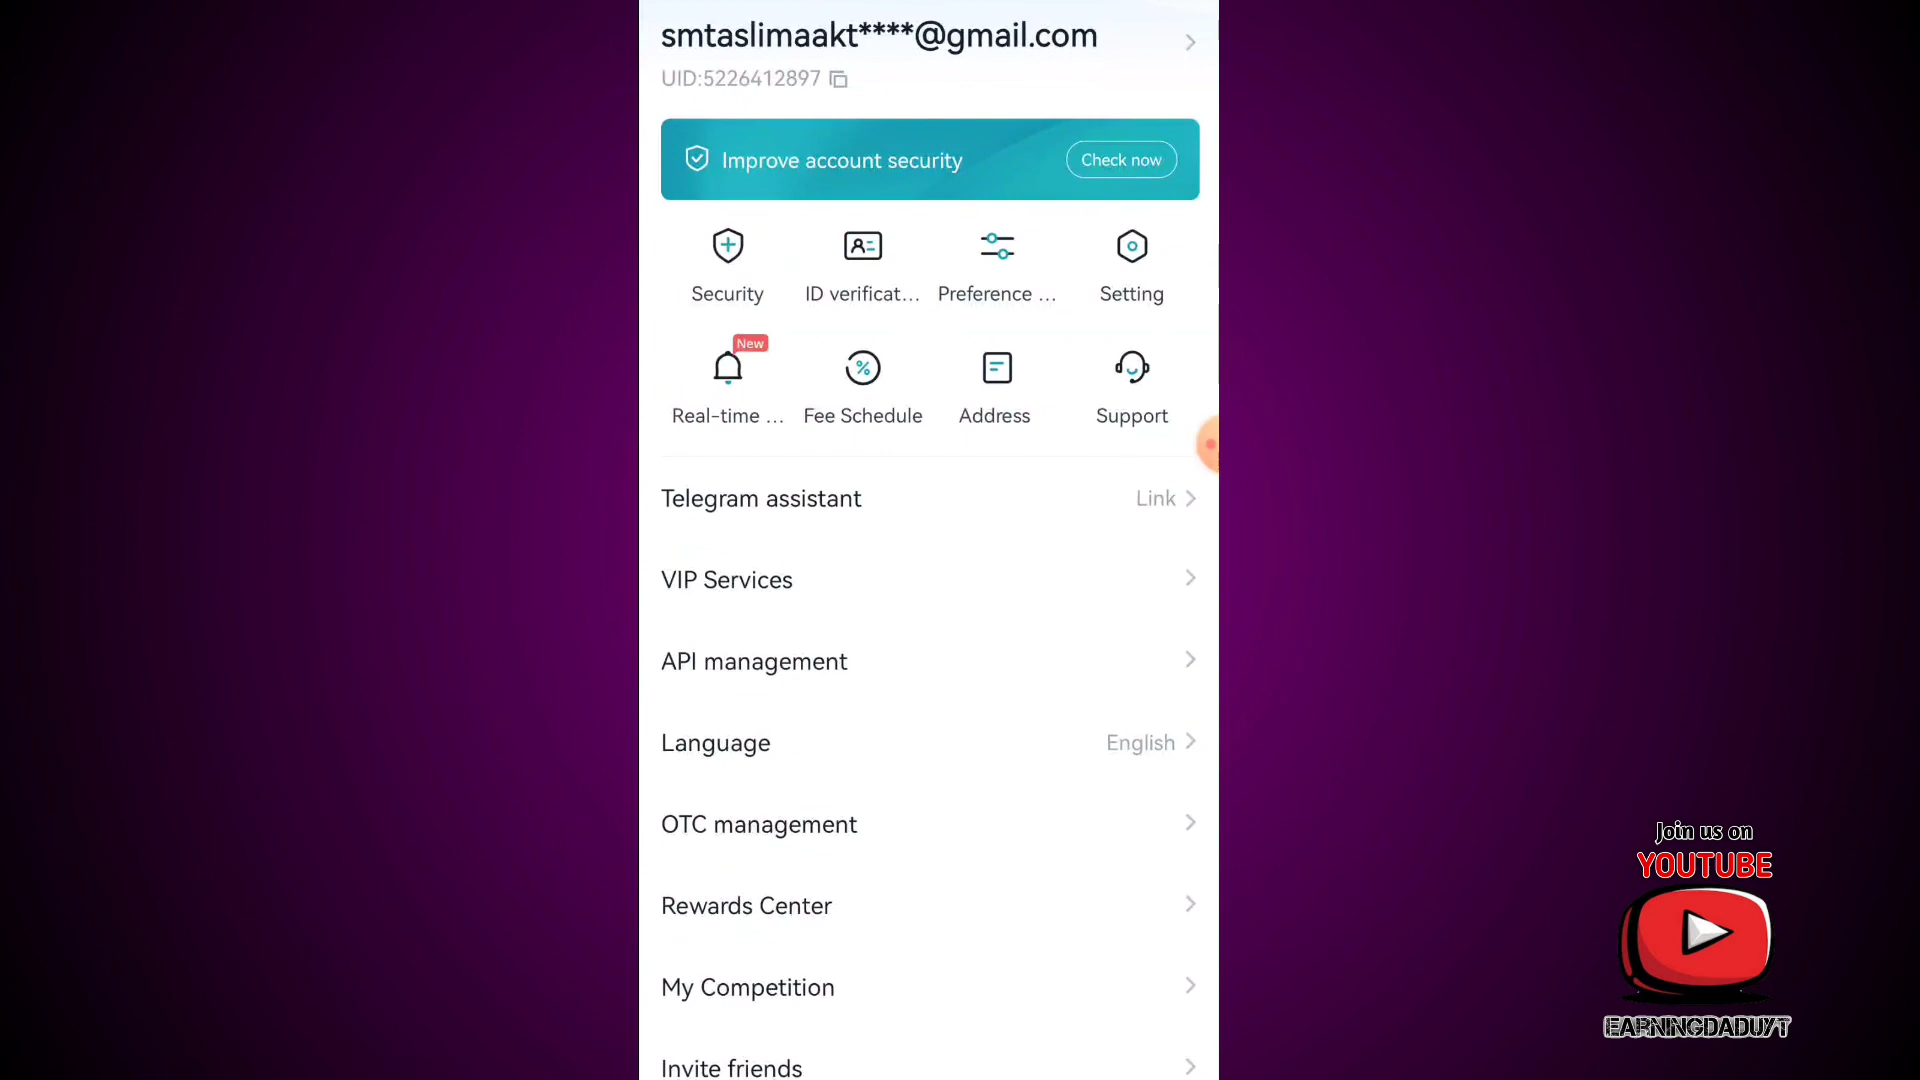 smtaslimaakt****@gmail.com
UID:5226412897
Improve account security
Check now
Security
ID verificat...
Preference ...
Setting
New
Real-time ...
Fee Schedule
Address
Support
Telegram assistant
Link
VIP Services
API management
Language
English
OTC management
Rewards Center
My Competition
Invite friends
Join us on
YOUTUBE
EARNINGDADUYT